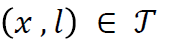 (x , l) ∈ 𝒯